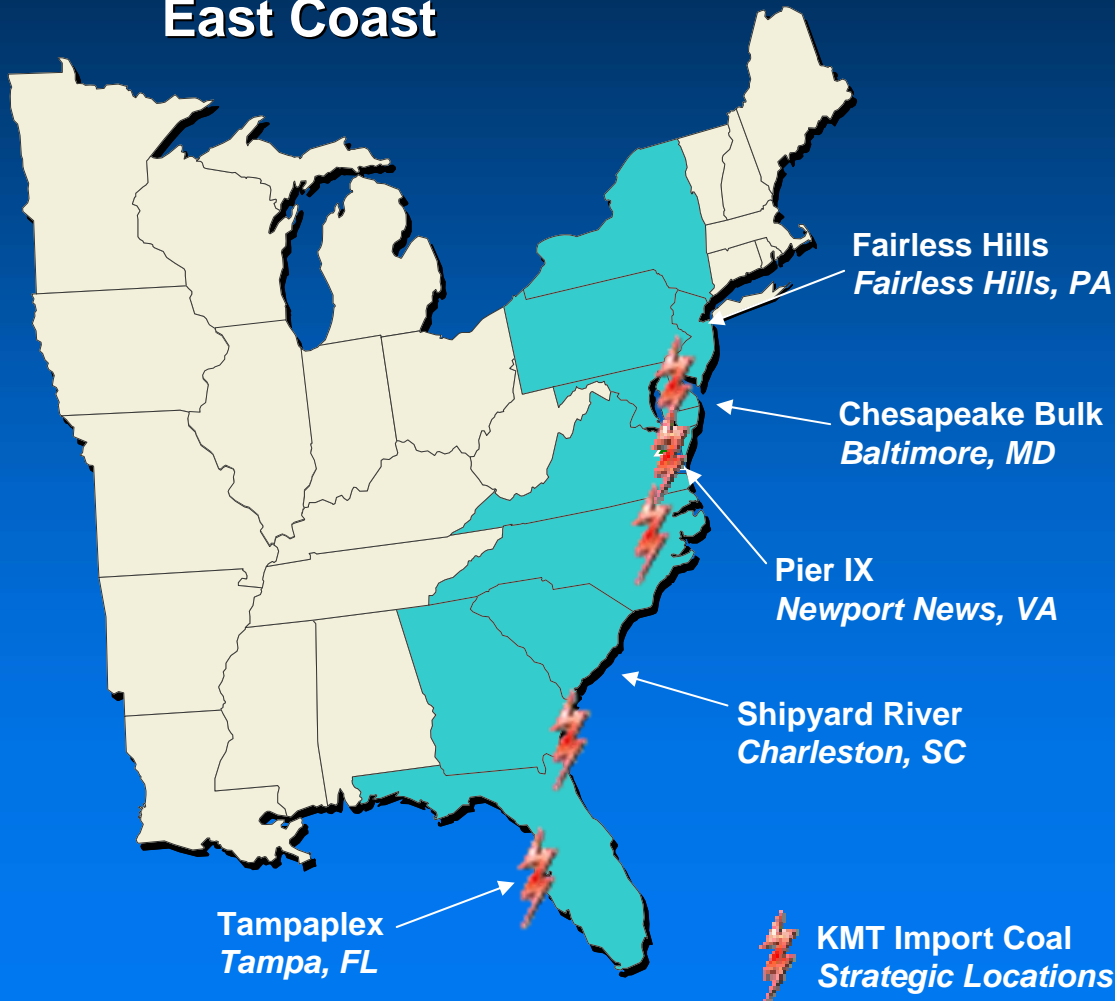 East Coast
Fairless Hills
Fairless Hills, PA
Chesapeake Bulk
Baltimore, MD
Pier IX
Newport News, VA
Shipyard River
Charleston, SC
Tampaplex
Tampa, FL
KMT Import Coal
Strategic Locations